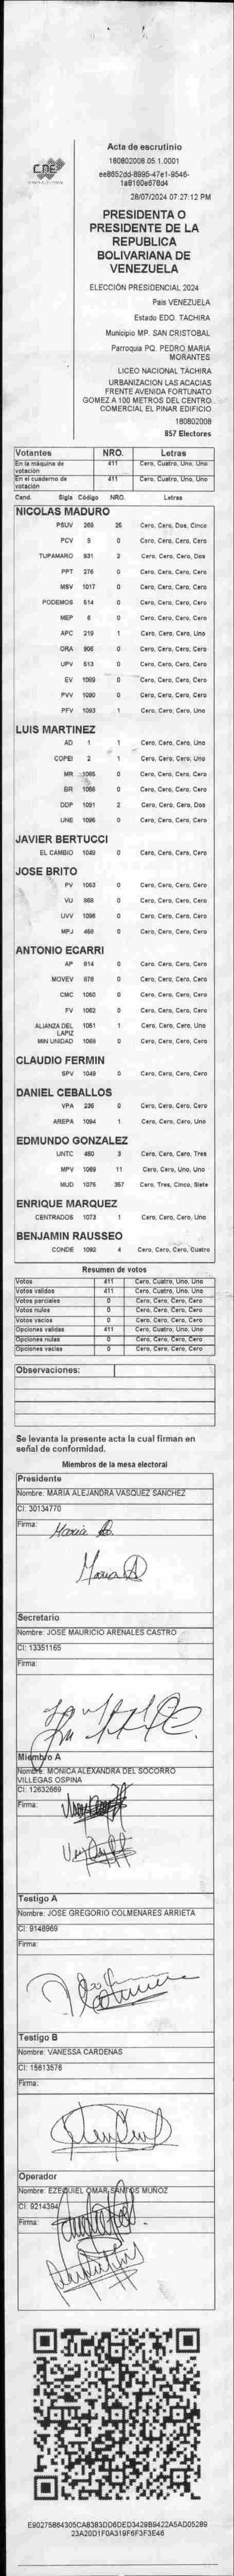 CNE
Acta de escrutinio
180802008.05.1.0001
ee8652dd-8995-47e1-8546-
1a8160e876d4
28/07/2024 07:27:12 PM
PRESIDENTA O
PRESIDENTE DE LA
REPUBLICA
BOLIVARIANA DE
VENEZUELA
ELECCIÓN PRESIDENCIAL 2024
País VENEZUELA
Estado EDO. TACHIRA
Municipio MP. SAN CRISTOBAL
Parroquia PQ. PEDRO MARIA
MORANTES
LICEO NACIONAL TÁCHIRA
URBANIZACION LAS ACACIAS
FRENTE AVENIDA FORTUNATO
GOMEZ A 100 METROS DEL CENTRO
COMERCIAL EL PINAR EDIFICIO
180802008
857 Electores
Votantes NRO. Letras
En la máquina de votación 411 Cero, Cuatro, Uno, Uno
En el cuaderno de votación 411 Cero, Cuatro, Uno, Uno
Cand. Sigla Código NRO. Letras
NICOLAS MADURO
PSUV 269 25 Cero, Cero, Dos, Cinco
PCV 9 0 Cero, Cero, Cero, Cero
TUPAMARO 931 2 Cero, Cero, Cero, Dos
PPT 276 0 Cero, Cero, Cero, Cero
MSV 1017 0 Cero, Cero, Cero, Cero
PODEMOS 514 0 Cero, Cero, Cero, Cero
MEP 6 0 Cero, Cero, Cero, Cero
APC 219 1 Cero, Cero, Cero, Uno
ORA 906 0 Cero, Cero, Cero, Cero
UPV 513 0 Cero, Cero, Cero, Cero
EV 1089 0 Cero, Cero, Cero, Cero
PVV 1090 0 Cero, Cero, Cero, Cero
PFV 1093 1 Cero, Cero, Cero, Uno
LUIS MARTINEZ
AD 1 1 Cero, Cero, Cero, Uno
COPEI 2 1 Cero, Cero, Cero, Uno
MR 1065 0 Cero, Cero, Cero, Cero
BR 1088 0 Cero, Cero, Cero, Cero
DDP 1091 2 Cero, Cero, Cero, Dos
UNE 1095 0 Cero, Cero, Cero, Cero
JAVIER BERTUCCI
EL CAMBIO 1048 0 Cero, Cero, Cero, Cero
JOSE BRITO
PV 1053 0 Cero, Cero, Cero, Cero
VU 868 0 Cero, Cero, Cero, Cero
UVV 1096 0 Cero, Cero, Cero, Cero
MPJ 458 0 Cero, Cero, Cero, Cero
ANTONIO ECARRI
AP 814 0 Cero, Cero, Cero, Cero
MOVEV 878 0 Cero, Cero, Cero, Cero
CMC 1050 0 Cero, Cero, Cero, Cero
FV 1062 0 Cero, Cero, Cero, Cero
ALIANZA DEL LAPIZ 1051 1 Cero, Cero, Cero, Uno
MIN UNIDAD 1068 0 Cero, Cero, Cero, Cero
CLAUDIO FERMIN
SPV 1049 0 Cero, Cero, Cero, Cero
DANIEL CEBALLOS
VPA 236 0 Cero, Cero, Cero, Cero
AREPA 1094 1 Cero, Cero, Cero, Uno
EDMUNDO GONZALEZ
UNTC 460 3 Cero, Cero, Cero, Tres
MPV 1069 11 Cero, Cero, Uno, Uno
MUD 1076 357 Cero, Tres, Cinco, Siete
ENRIQUE MARQUEZ
CENTRADOS 1073 1 Cero, Cero, Cero, Uno
BENJAMIN RAUSSEO
CONDE 1092 4 Cero, Cero, Cero, Cuatro
Resumen de votos
Votos 411 Cero, Cuatro, Uno, Uno
Votos validos 411 Cero, Cuatro, Uno, Uno
Votos parciales 0 Cero, Cero, Cero, Cero
Votos nulos 0 Cero, Cero, Cero, Cero
Votos vacios 0 Cero, Cero, Cero, Cero
Opciones validas 411 Cero, Cuatro, Uno, Uno
Opciones nulas 0 Cero, Cero, Cero, Cero
Opciones vacías 0 Cero, Cero, Cero, Cero
Observaciones:
Se levanta la presente acta la cual firman en
señal de conformidad.
Miembros de la mesa electoral
Presidente
Nombre: MARIA ALEJANDRA VASQUEZ SANCHEZ
CI: 30134770
Firma: Maria A
Maria A
Secretario
Nombre: JOSE MAURICIO ARENALES CASTRO
CI: 13351165
Firma:
Miembro A
Nombre: MONICA ALEXANDRA DEL SOCORRO
VILLEGAS OSPINA
CI: 12632669
Firma:
Testigo A
Nombre: JOSE GREGORIO COLMENARES ARRIETA
CI: 9148969
Firma:
Testigo B
Nombre: VANESSA CARDENAS
CI: 15613576
Firma:
Operador
Nombre: EZEQUIEL OMAR SANTOS MUÑOZ
CI: 9214394
Firma:
E90275864305CA8383DD6DED3429B9422A5AD05289
23A20D1F0A319F6F3F3E46